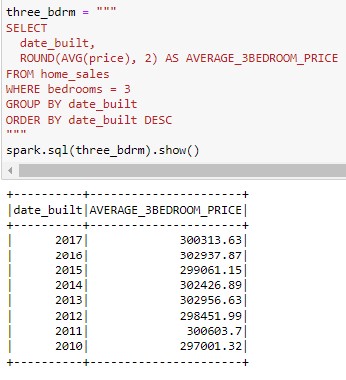 three_bdrm = """
SELECT
  date_built,
  ROUND(AVG(price), 2) AS AVERAGE_3BEDROOM_PRICE
FROM home_sales
WHERE bedrooms = 3
GROUP BY date_built
ORDER BY date_built DESC
"""
spark.sql(three_bdrm).show()
+----------+----------------------+
|date_built|AVERAGE_3BEDROOM_PRICE|
+----------+----------------------+
|      2017|             300313.63|
|      2016|             302937.87|
|      2015|             299061.15|
|      2014|             302426.89|
|      2013|             302956.63|
|      2012|             298451.99|
|      2011|              300603.7|
|      2010|             297001.32|
+----------+----------------------+